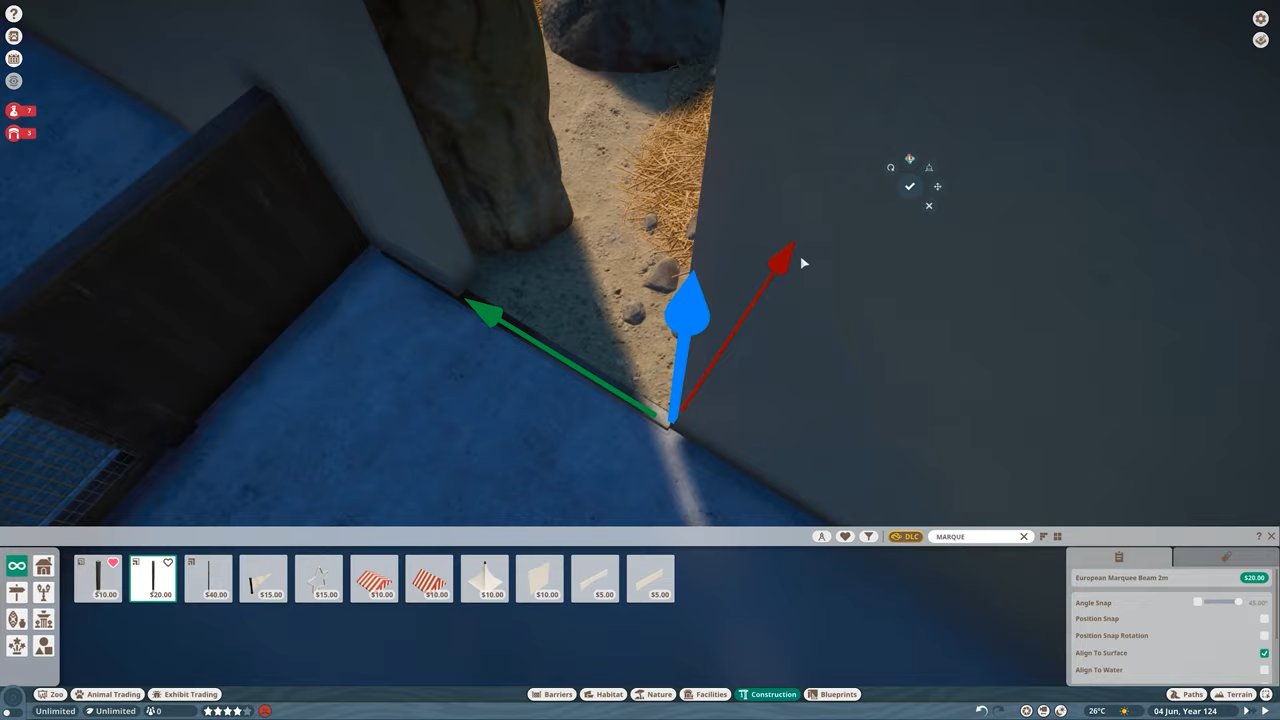 ?
7
3
DLC
MARQUE
?
$10.00
$20.00
$40.00
$15.00
$15.00
$10.00
$10.00
$10.00
$10.00
$5.00
$5.00
European Marquee Beam 2m
$20.00
Angle Snap
45.00°
Position Snap
Position Snap Rotation
Align To Surface
Align To Water
Zoo
Animal Trading
Exhibit Trading
Barriers
Habitat
Nature
Facilities
Construction
Blueprints
Paths
Terrain
Unlimited
Unlimited
0
26°C
04 Jun, Year 124